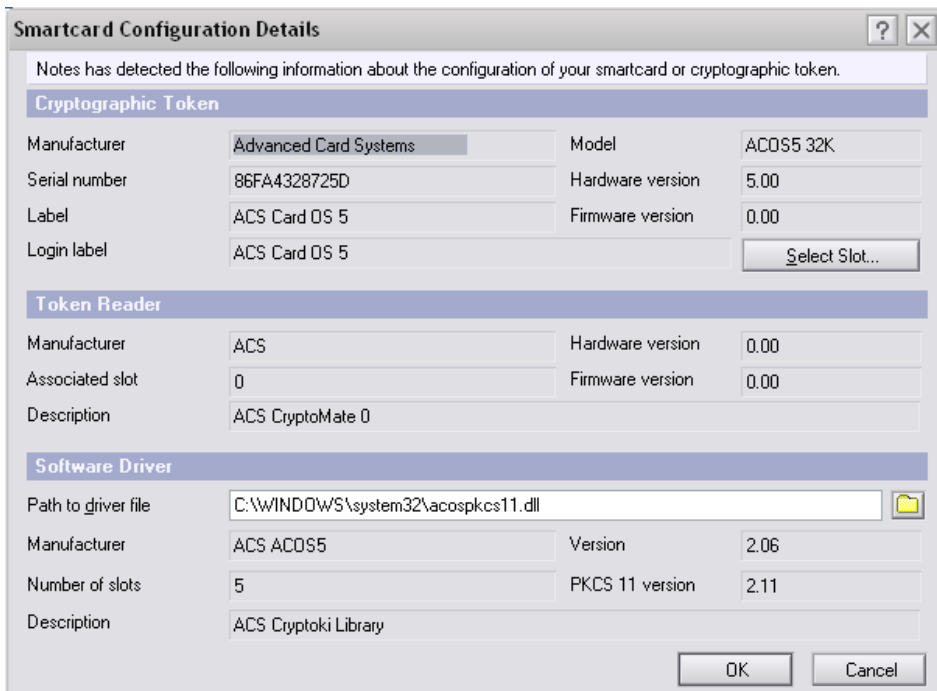 Smartcard Configuration Details
Notes has detected the following information about the configuration of your smartcard or cryptographic token.
Cryptographic Token
Manufacturer Advanced Card Systems Model ACOS5 32K
Serial number 86FA4328725D Hardware version 5.00
Label ACS Card OS 5 Firmware version 0.00
Login label ACS Card OS 5 Select Slot...
Token Reader
Manufacturer ACS Hardware version 0.00
Associated slot 0 Firmware version 0.00
Description ACS CryptoMate 0
Software Driver
Path to driver file C:\WINDOWS\system32\acospkcs11.dll
Manufacturer ACS ACOS5 Version 2.06
Number of slots 5 PKCS 11 version 2.11
Description ACS Cryptoki Library
OK Cancel